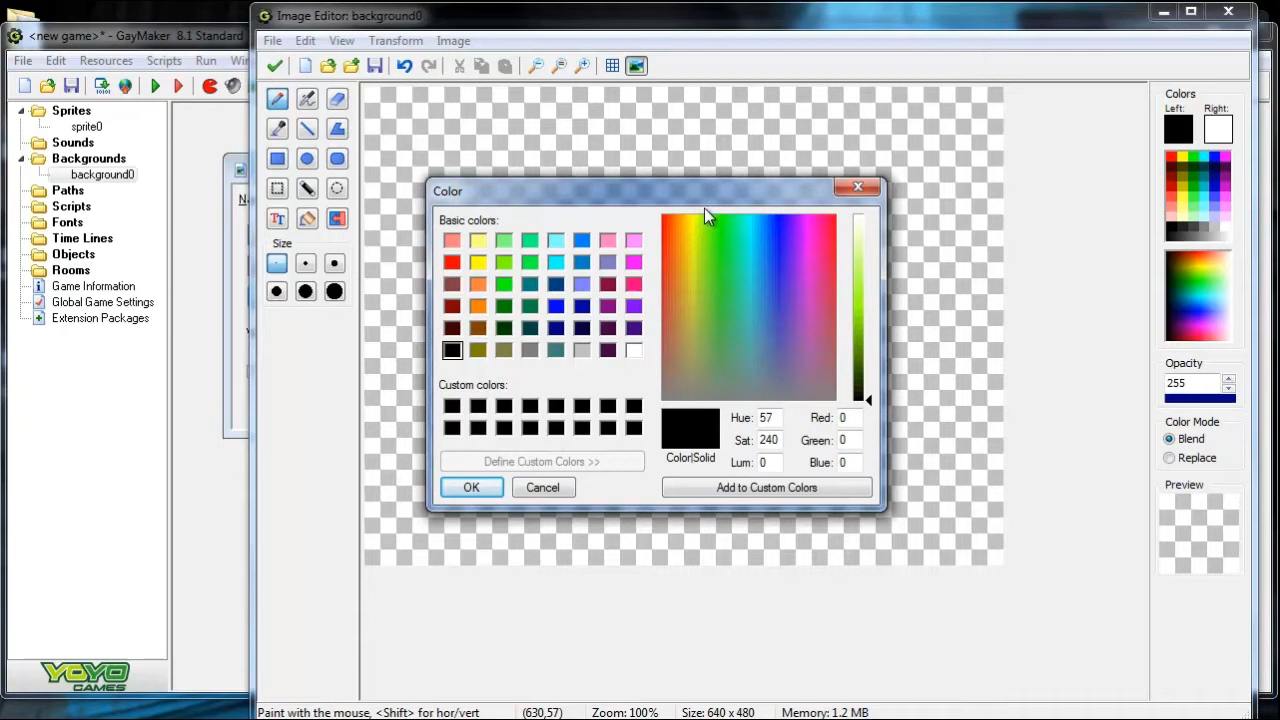 <new game>* - GayMaker 8.1 Standard
File Edit Resources Scripts Run Win
Sprites
sprite0
Sounds
Backgrounds
background0
Paths
Scripts
Fonts
Time Lines
Objects
Rooms
Game Information
Global Game Settings
Extension Packages
YOYO
GAMES
Image Editor: background0
File Edit View Transform Image
TT
Size
Color
Basic colors:
Custom colors:
Define Custom Colors >>
OK Cancel
Color|Solid
Hue: 57 Red: 0
Sat: 240 Green: 0
Lum: 0 Blue: 0
Add to Custom Colors
Colors
Left: Right:
Opacity
255
Color Mode
Blend
Replace
Preview
Paint with the mouse, <Shift> for hor/vert (630,57) Zoom: 100% Size: 640 x 480 Memory: 1.2 MB